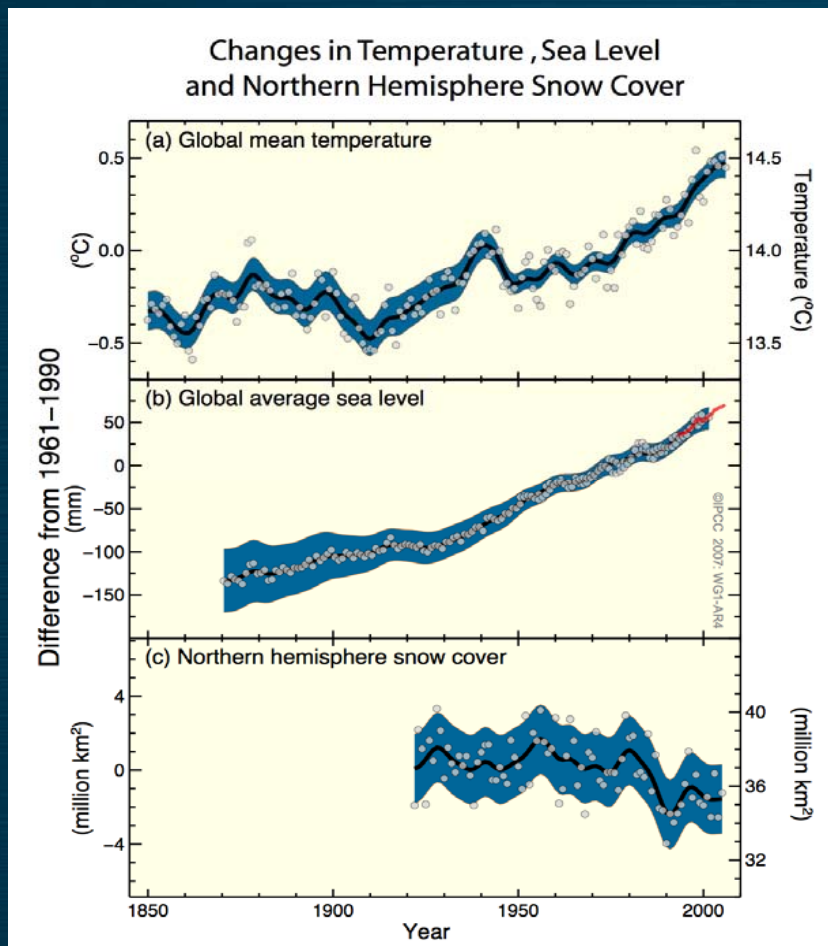 Changes in Temperature , Sea Level
and Northern Hemisphere Snow Cover
(a) Global mean temperature
0.5
0.0
−0.5
(ºC)
14.5
14.0
13.5
Temperature (ºC)
Difference from 1961–1990
(b) Global average sea level
50
0
−50
−100
−150
(mm)
©IPCC 2007: WG1-AR4
(c) Northern hemisphere snow cover
4
0
−4
(million km²)
40
36
32
(million km²)
1850
1900
1950
2000
Year